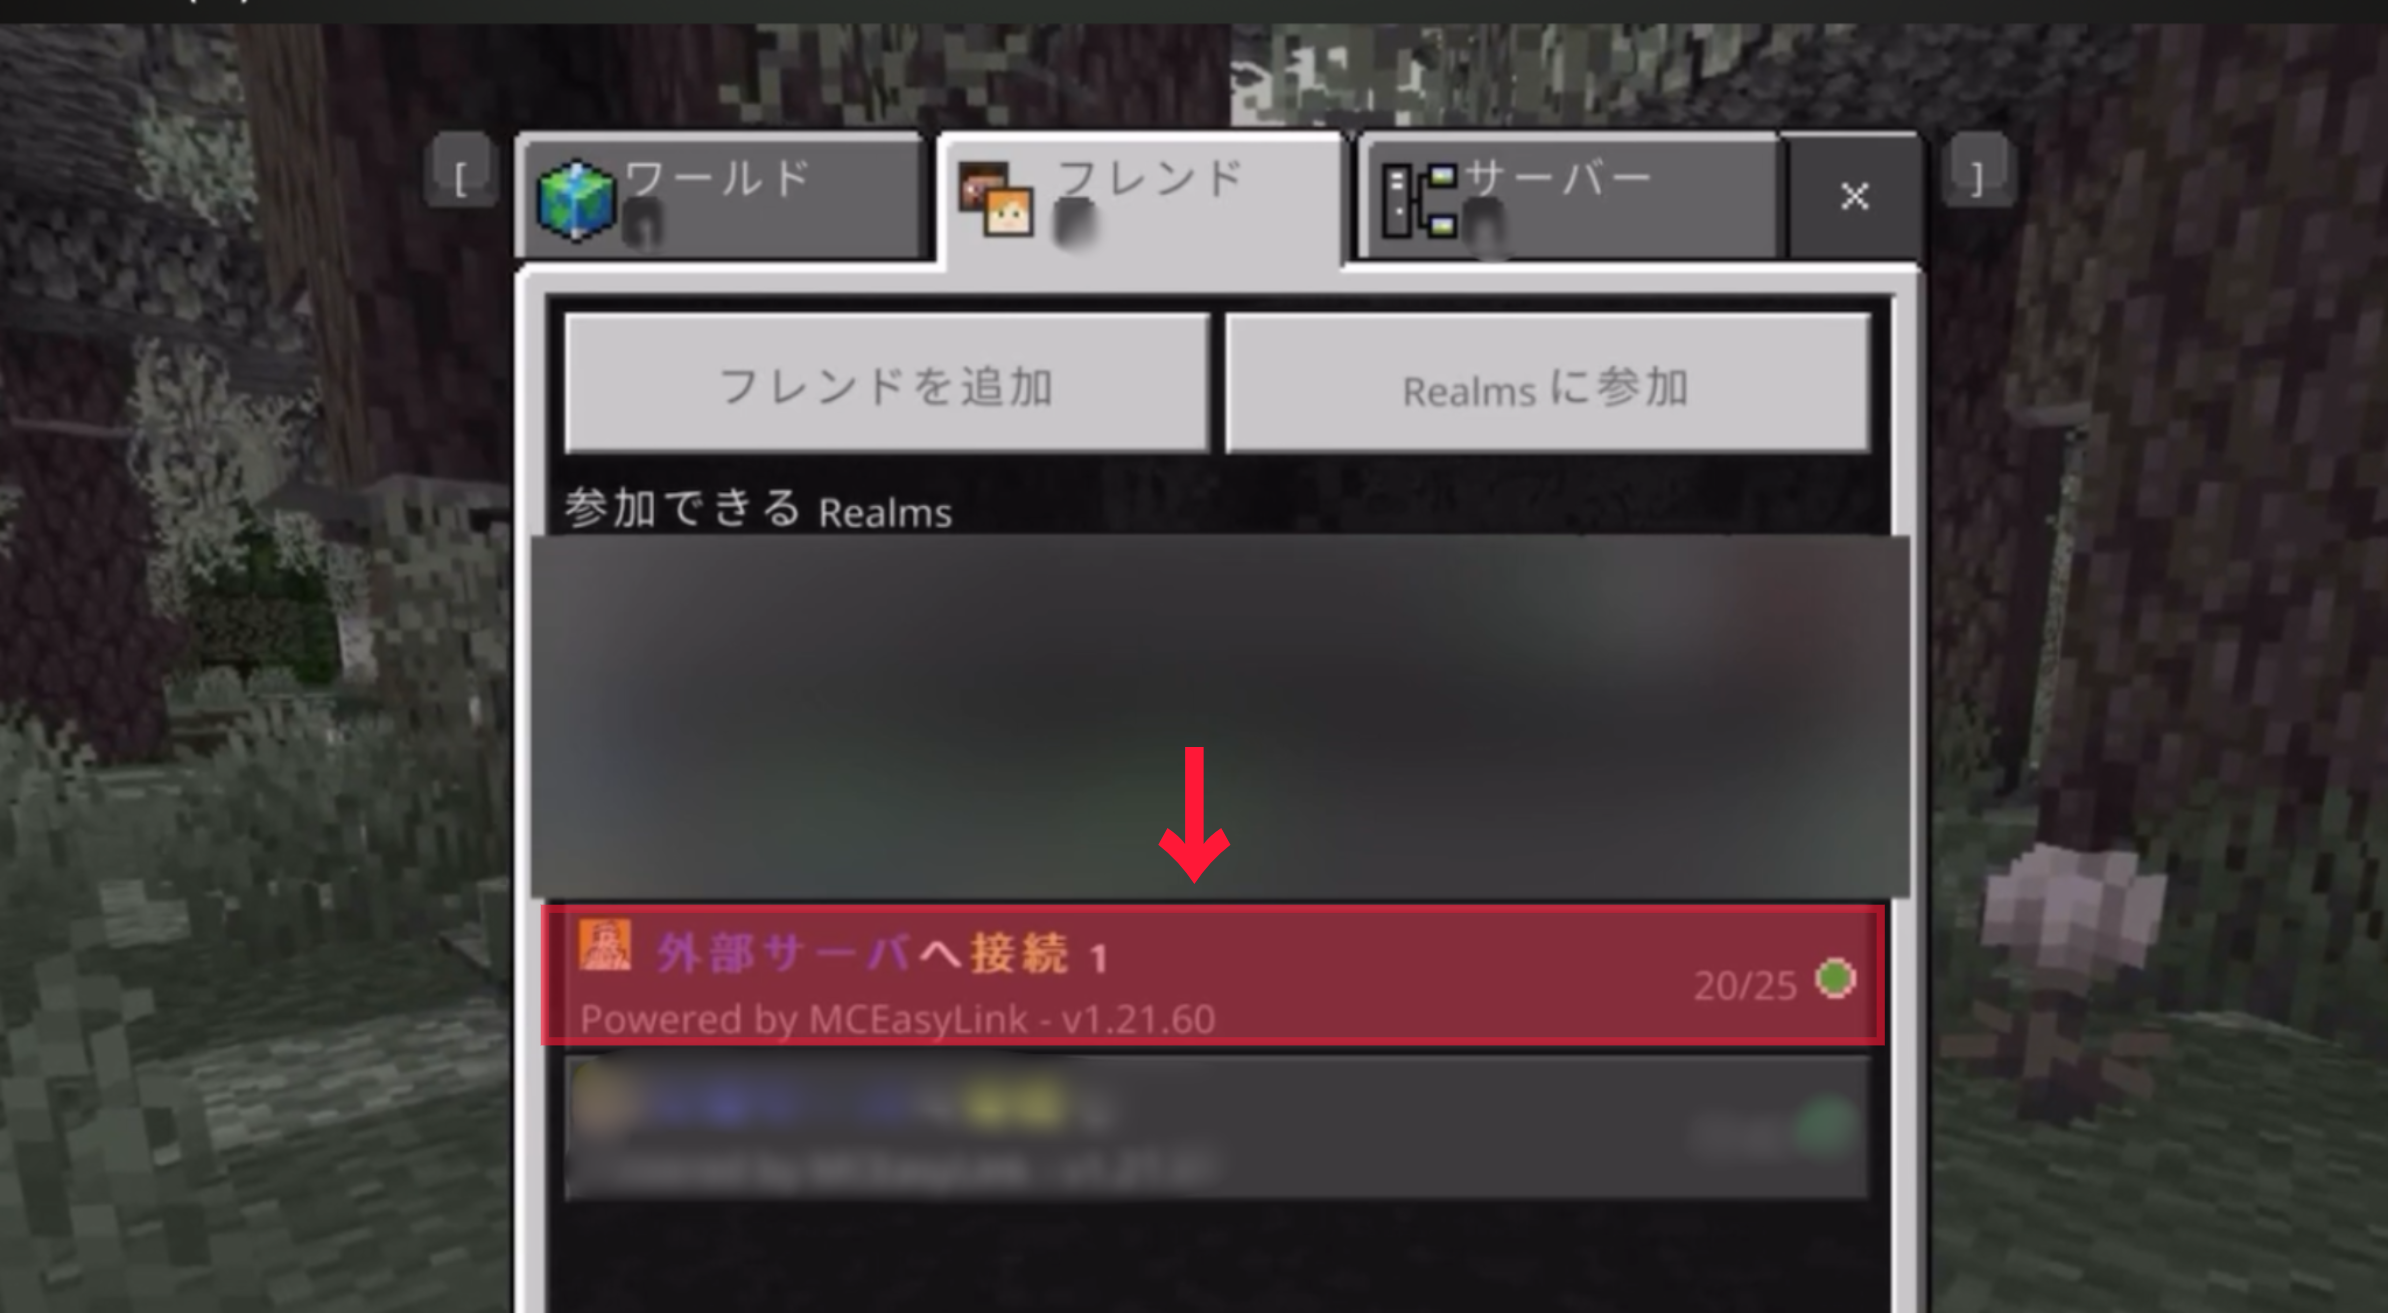 [
ワールド
フレンド
サーバー
]
フレンドを追加
Realms に参加
参加できる Realms
外部サーバへ接続 1
20/25
Powered by MCEasyLink - v1.21.60